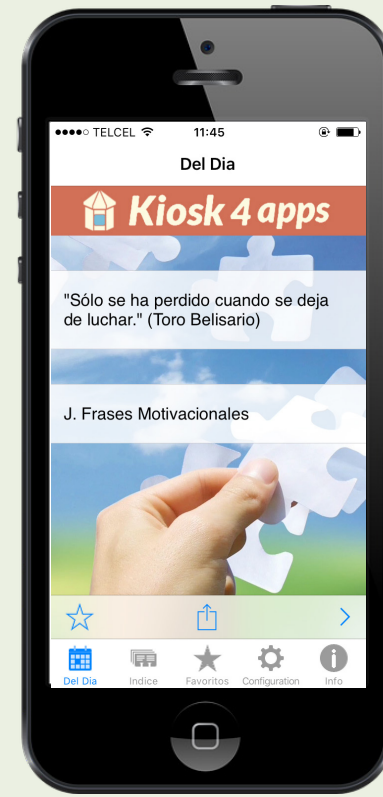 TELCEL 11:45
Del Dia
Kiosk 4 apps
"Sólo se ha perdido cuando se deja
de luchar." (Toro Belisario)
J. Frases Motivacionales
Del Dia Indice Favoritos Configuration Info